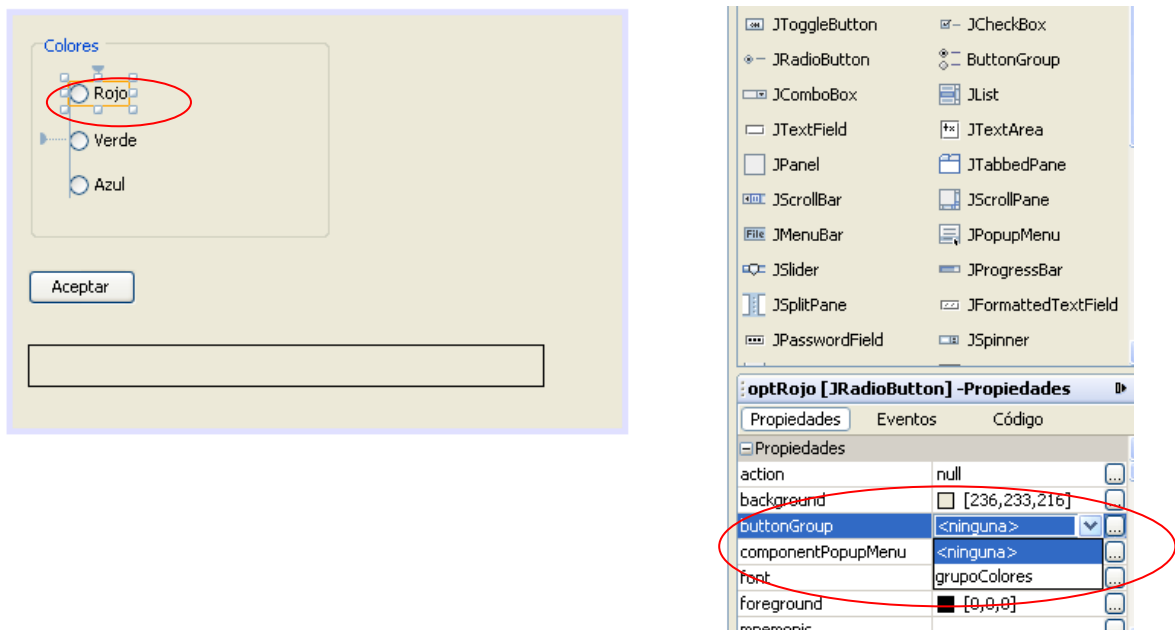 Colores
Rojo
Verde
Azul
Aceptar
JToggleButton JCheckBox
JRadioButton ButtonGroup
JComboBox JList
JTextField JTextArea
JPanel JTabbedPane
JScrollBar JScrollPane
File JMenuBar JPopupMenu
JSlider JProgressBar
JSplitPane JFormattedTextField
JPasswordField JSpinner
optRojo [JRadioButton] -Propiedades
Propiedades Eventos Código
Propiedades
action null ...
background [236,233,216] ...
buttonGroup <ninguna> ...
componentPopupMenu <ninguna> ...
font grupoColores ...
foreground [0,0,0] ...
mnemonic